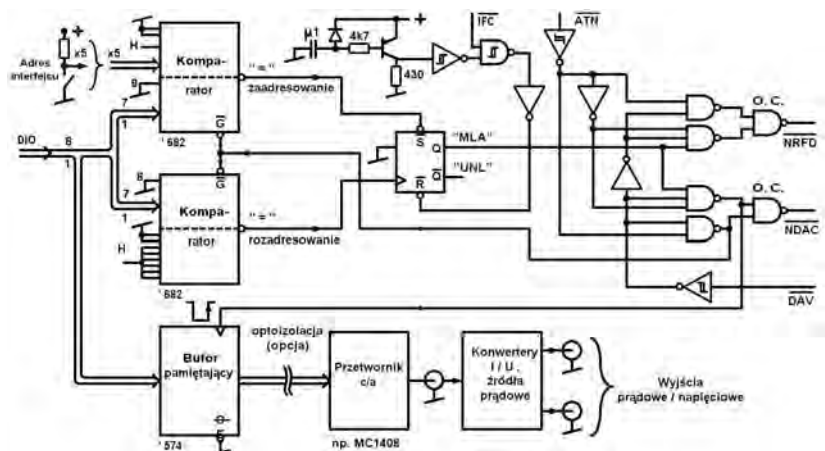 Adres
interfejsu
+
x5
x5
H
9
7
1
Kompa-
rator
G
'682
"="
zaadresowanie
µ1
4k7
+
430
IFC
ATN
DIO
8
1
8
7
1
H
G
Kompa-
rator
'682
"="
rozadresowanie
S
Q
R
Q
"MLA"
"UNL"
O. C.
NRFD
O. C.
NDAC
DAV
Bufor
pamiętający
'574
optoizolacja
(opcja)
Przetwornik
c/a
np. MC1408
Konwertery
I / U ,
źródła
prądowe
Wyjścia
prądowe / napięciowe